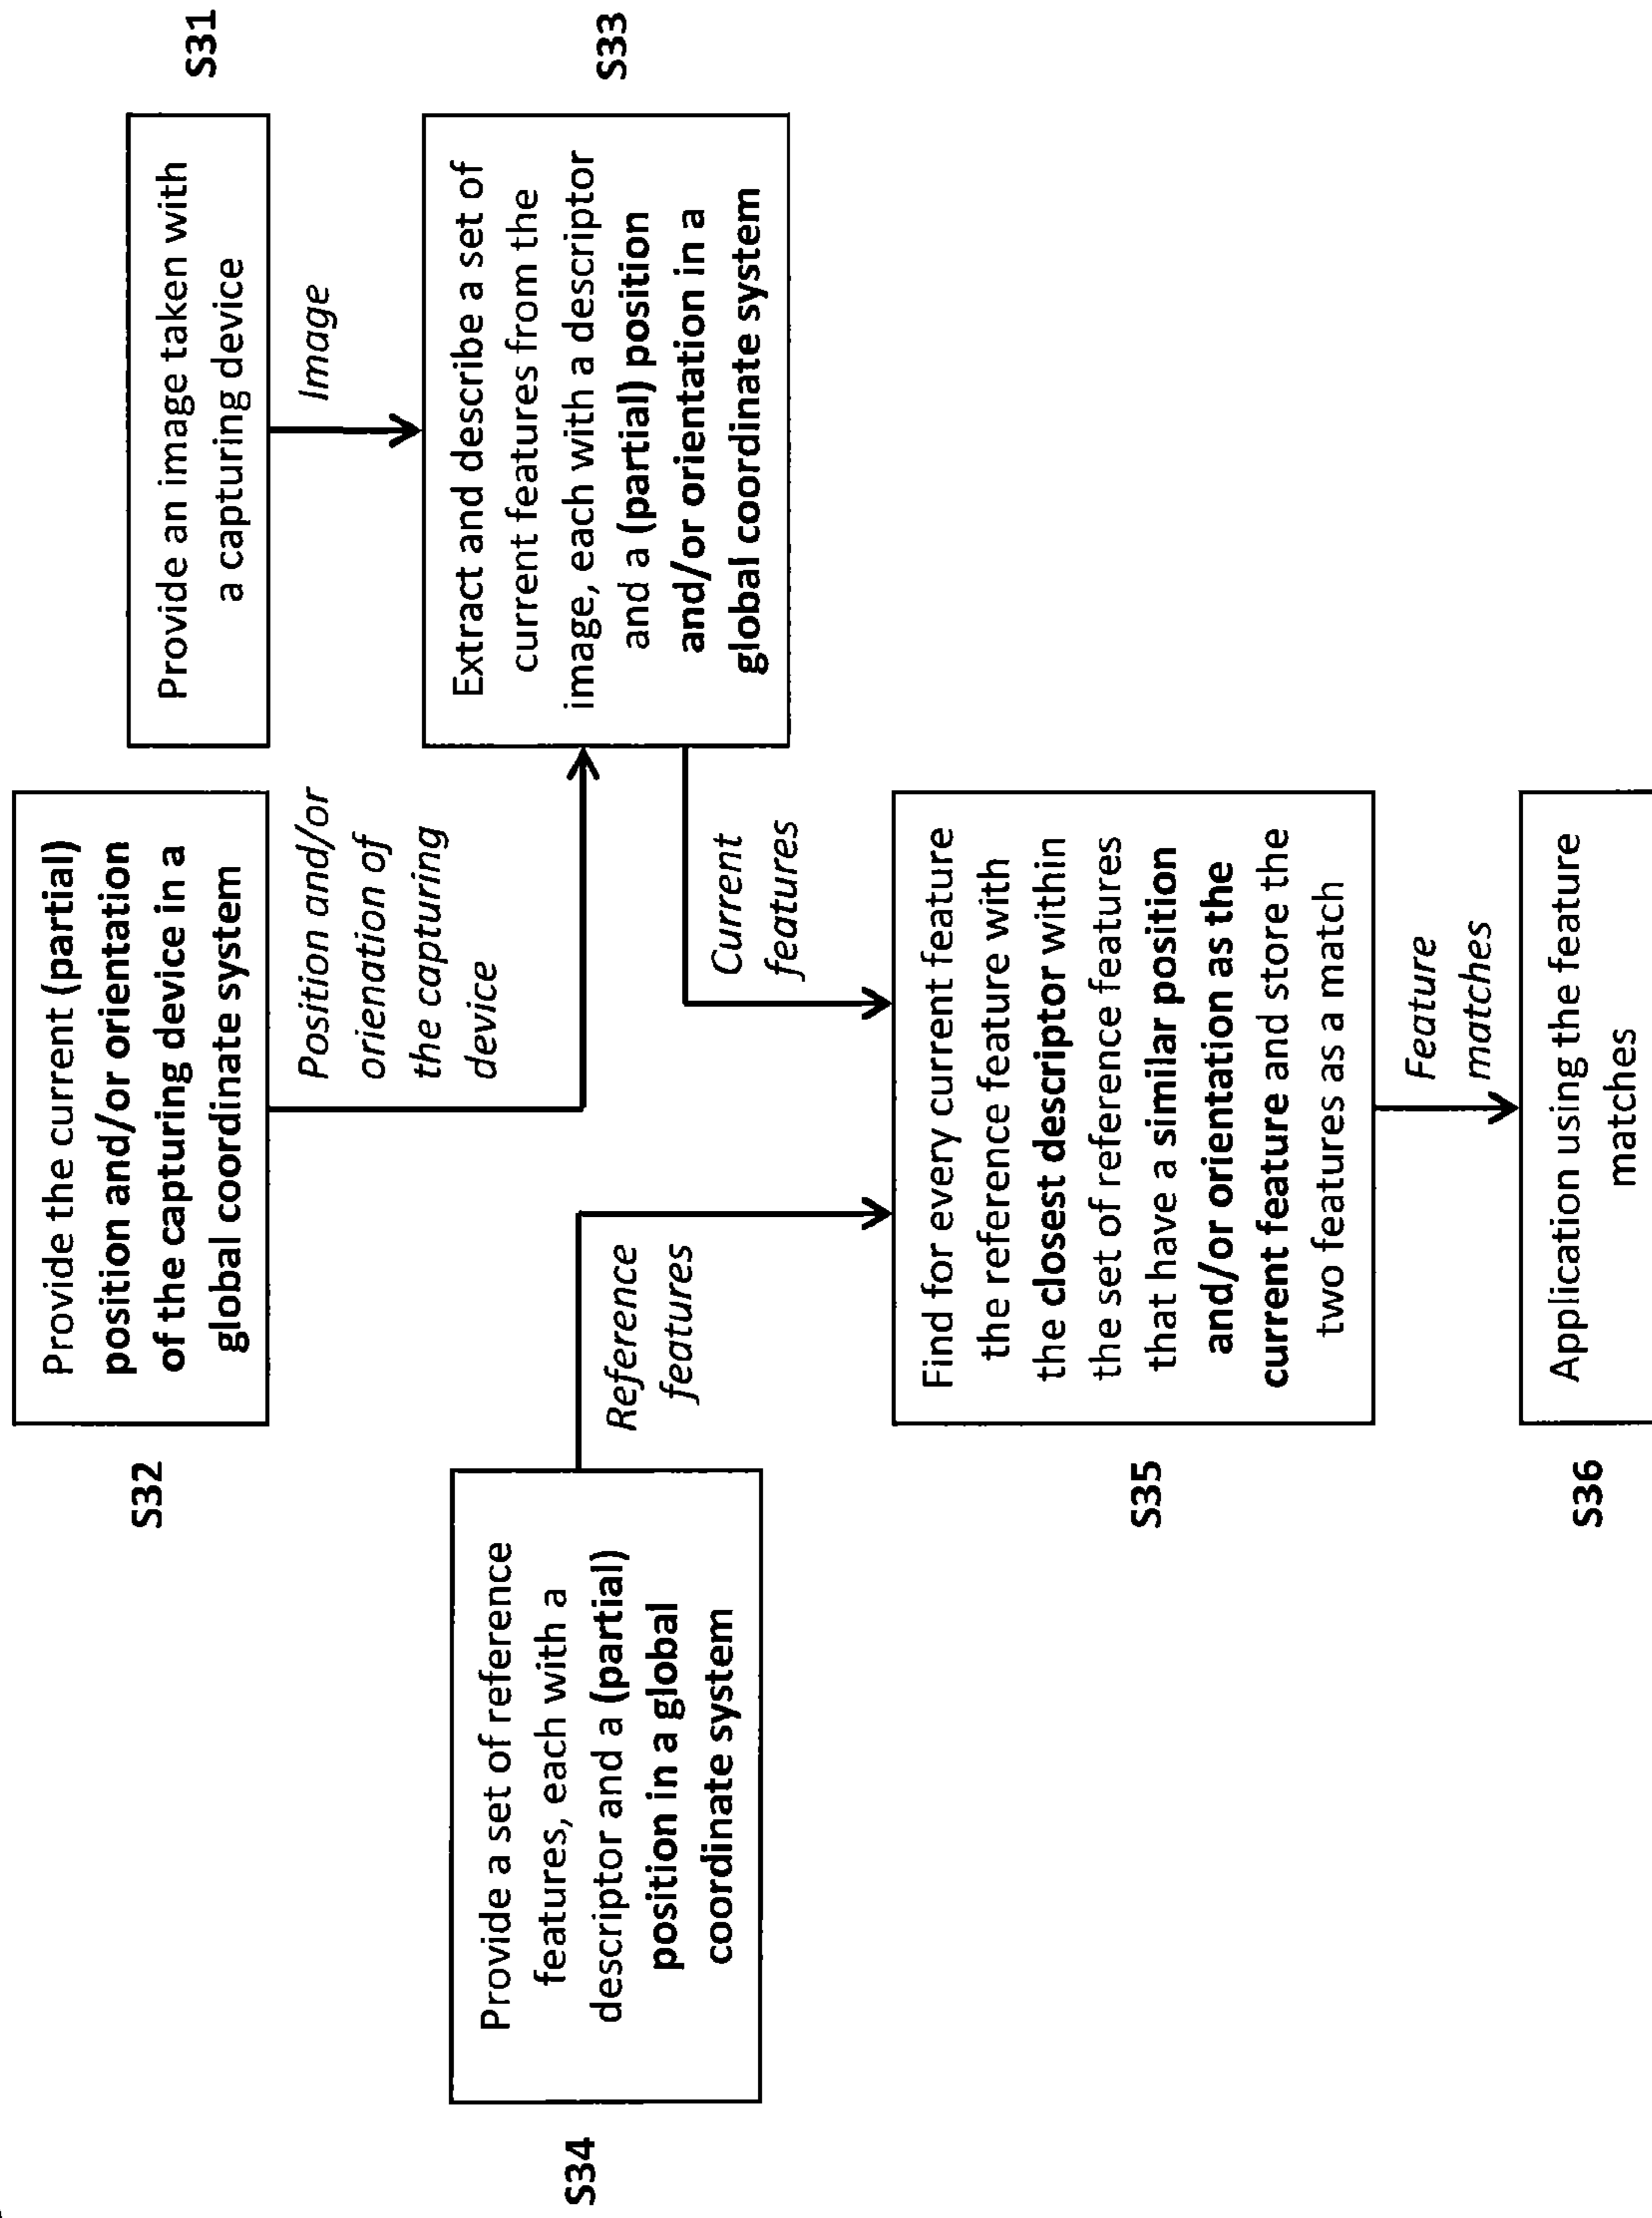 S32
Provide the current (partial)
position and/or orientation
of the capturing device in a
global coordinate system
Provide an image taken with
a capturing device
S31
Position and/or
orienation of
the capturing
device
Image
S34
Provide a set of reference
features, each with a
descriptor and a (partial)
position in a global
coordinate system
Extract and describe a set of
current features from the
image, each with a descriptor
and a (partial) position
and/or orientation in a
global coordinate system
S33
Reference
features
Current
features
S35
Find for every current feature
the reference feature with
the closest descriptor within
the set of reference features
that have a similar position
and/or orientation as the
current feature and store the
two features as a match
Feature
matches
S36
Application using the feature
matches